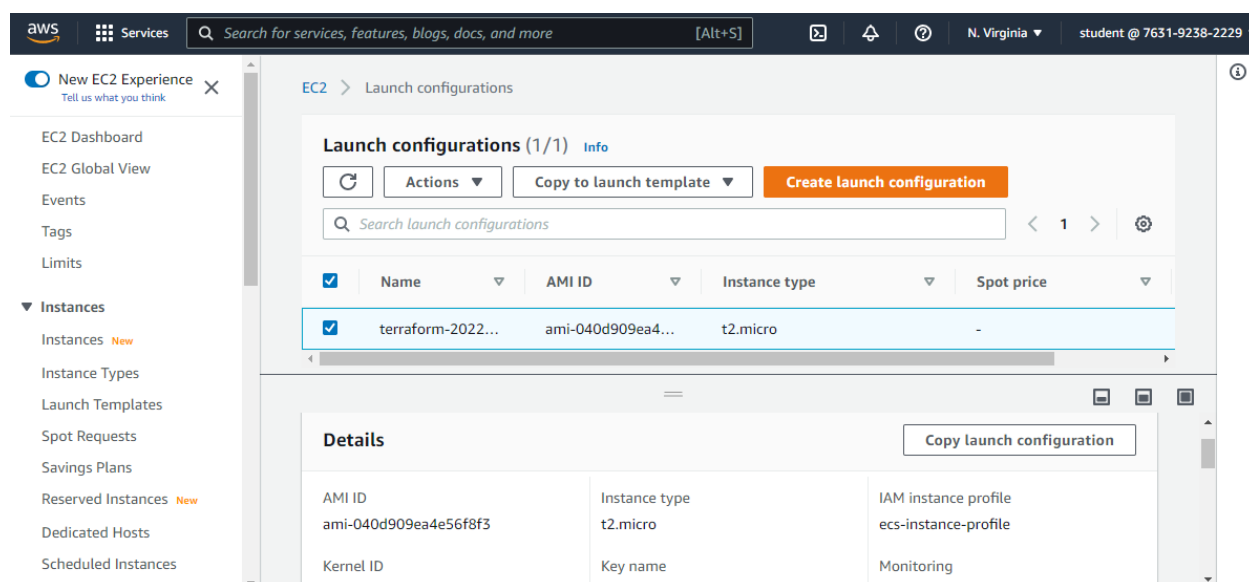 aws Services Search for services, features, blogs, docs, and more [Alt+S] N. Virginia ▼ student @ 7631-9238-2229
New EC2 Experience
Tell us what you think
EC2 Dashboard
EC2 Global View
Events
Tags
Limits
▼ Instances
Instances New
Instance Types
Launch Templates
Spot Requests
Savings Plans
Reserved Instances New
Dedicated Hosts
Scheduled Instances
EC2 > Launch configurations
Launch configurations (1/1) Info
Actions ▼ Copy to launch template ▼ Create launch configuration
Search launch configurations < 1 >
Name AMI ID Instance type Spot price
terraform-2022... ami-040d909ea4... t2.micro -
Details Copy launch configuration
AMI ID Instance type IAM instance profile
ami-040d909ea4e56f8f3 t2.micro ecs-instance-profile
Kernel ID Key name Monitoring